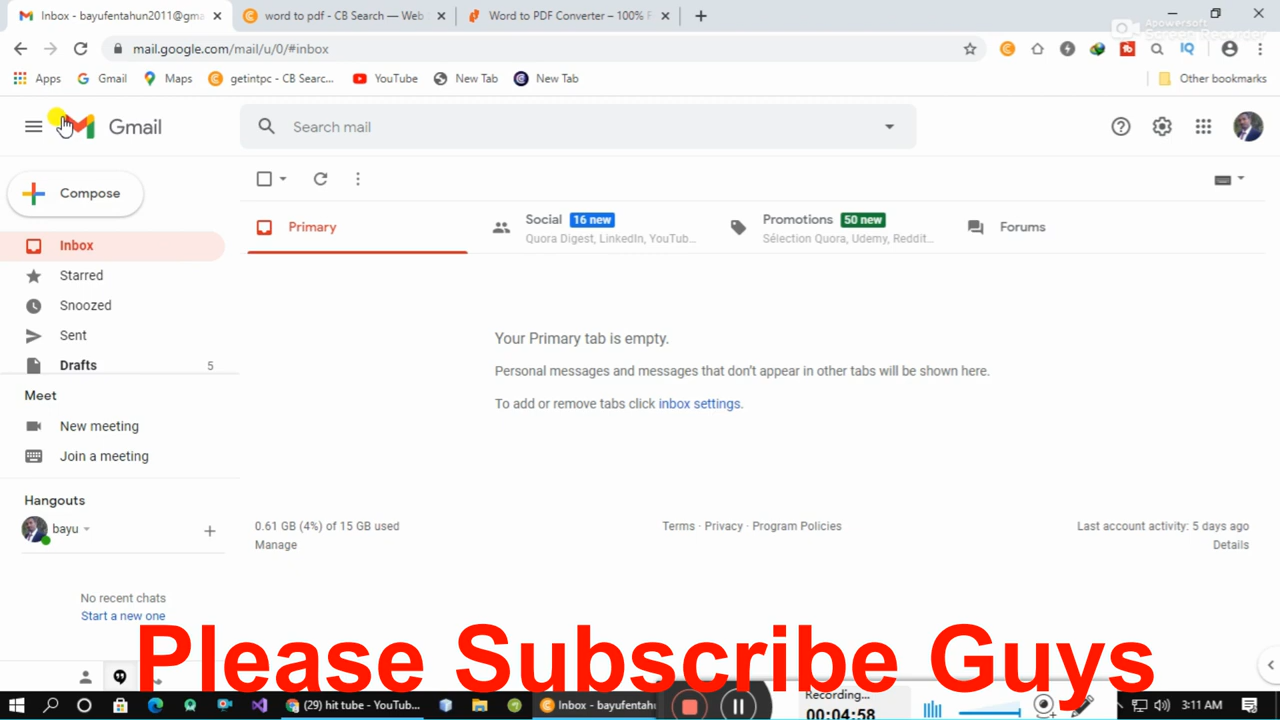 Inbox - bayufentahun2011@gma
word to pdf - CB Search — Web
Word to PDF Converter – 100% F
Apowersoft
Screen Recorder
mail.google.com/mail/u/0/#inbox
Apps
Gmail
Maps
getintpc - CB Searc...
YouTube
New Tab
New Tab
Other bookmarks
Gmail
Search mail
Compose
Primary
Social 16 new
Quora Digest, LinkedIn, YouTub...
Promotions 50 new
Sélection Quora, Udemy, Reddit...
Forums
Inbox
Starred
Snoozed
Sent
Drafts 5
Your Primary tab is empty.
Personal messages and messages that don't appear in other tabs will be shown here.
To add or remove tabs click inbox settings.
Meet
New meeting
Join a meeting
Hangouts
bayu
0.61 GB (4%) of 15 GB used
Manage
Terms · Privacy · Program Policies
Last account activity: 5 days ago
Details
No recent chats
Start a new one
Please Subscribe Guys
(29) hit tube - YouTu...
Inbox - bayufentahu
Recording...
00:04:58
3:11 AM